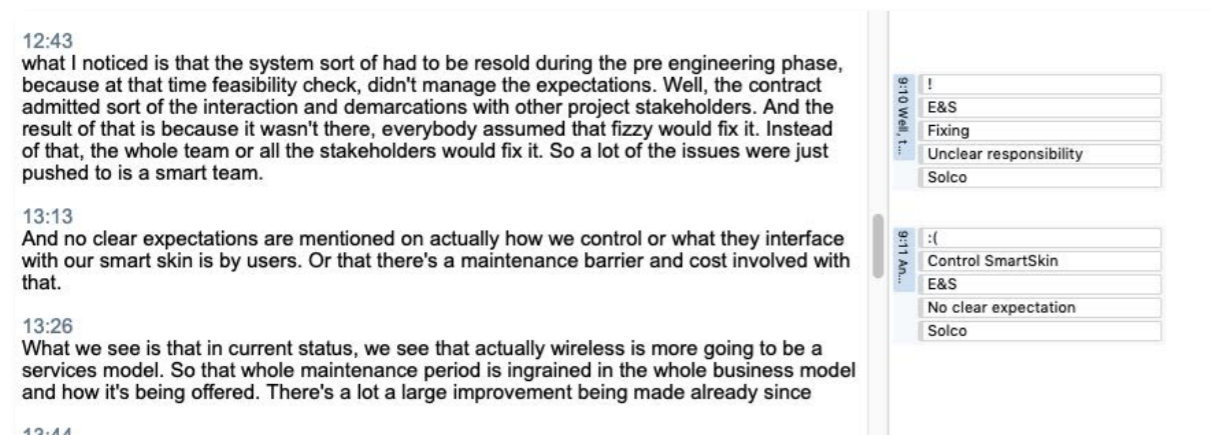 12:43
what I noticed is that the system sort of had to be resold during the pre engineering phase,
because at that time feasibility check, didn't manage the expectations. Well, the contract
admitted sort of the interaction and demarcations with other project stakeholders. And the
result of that is because it wasn't there, everybody assumed that fizzy would fix it. Instead
of that, the whole team or all the stakeholders would fix it. So a lot of the issues were just
pushed to is a smart team.
9:10 Well, t...
!
E&S
Fixing
Unclear responsibility
Solco
13:13
And no clear expectations are mentioned on actually how we control or what they interface
with our smart skin is by users. Or that there's a maintenance barrier and cost involved with
that.
9:11 An...
:(
Control SmartSkin
E&S
No clear expectation
Solco
13:26
What we see is that in current status, we see that actually wireless is more going to be a
services model. So that whole maintenance period is ingrained in the whole business model
and how it's being offered. There's a lot a large improvement being made already since
13:44